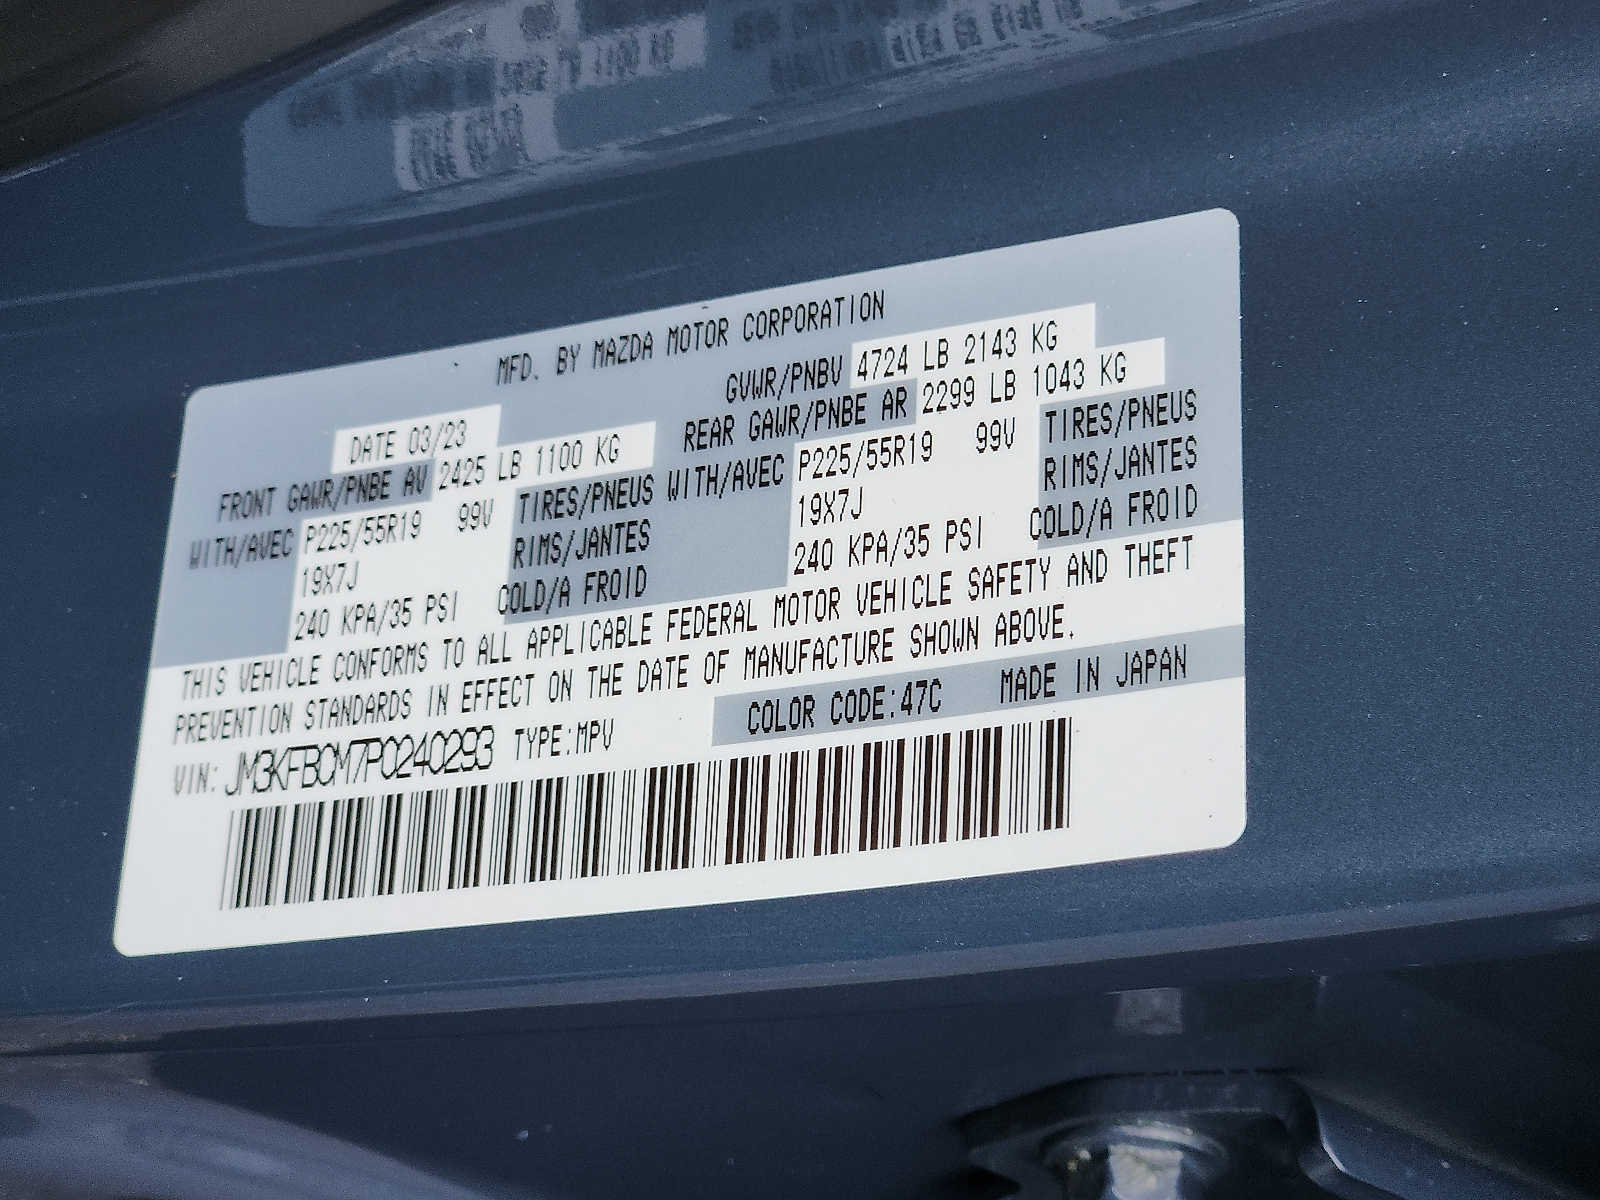 MFD. BY MAZDA MOTOR CORPORATION
DATE 03/23 GVWR/PNBV 4724 LB 2143 KG
FRONT GAWR/PNBE AV 2425 LB 1100 KG REAR GAWR/PNBE AR 2299 LB 1043 KG
WITH/AVEC P225/55R19 99V TIRES/PNEUS WITH/AVEC P225/55R19 99V TIRES/PNEUS
19X7J RIMS/JANTES 19X7J RIMS/JANTES
240 KPA/35 PSI COLD/A FROID 240 KPA/35 PSI COLD/A FROID
THIS VEHICLE CONFORMS TO ALL APPLICABLE FEDERAL MOTOR VEHICLE SAFETY AND THEFT
PREVENTION STANDARDS IN EFFECT ON THE DATE OF MANUFACTURE SHOWN ABOVE.
VIN: JM3KFBCM7P0240293 TYPE:MPV COLOR CODE:47C MADE IN JAPAN